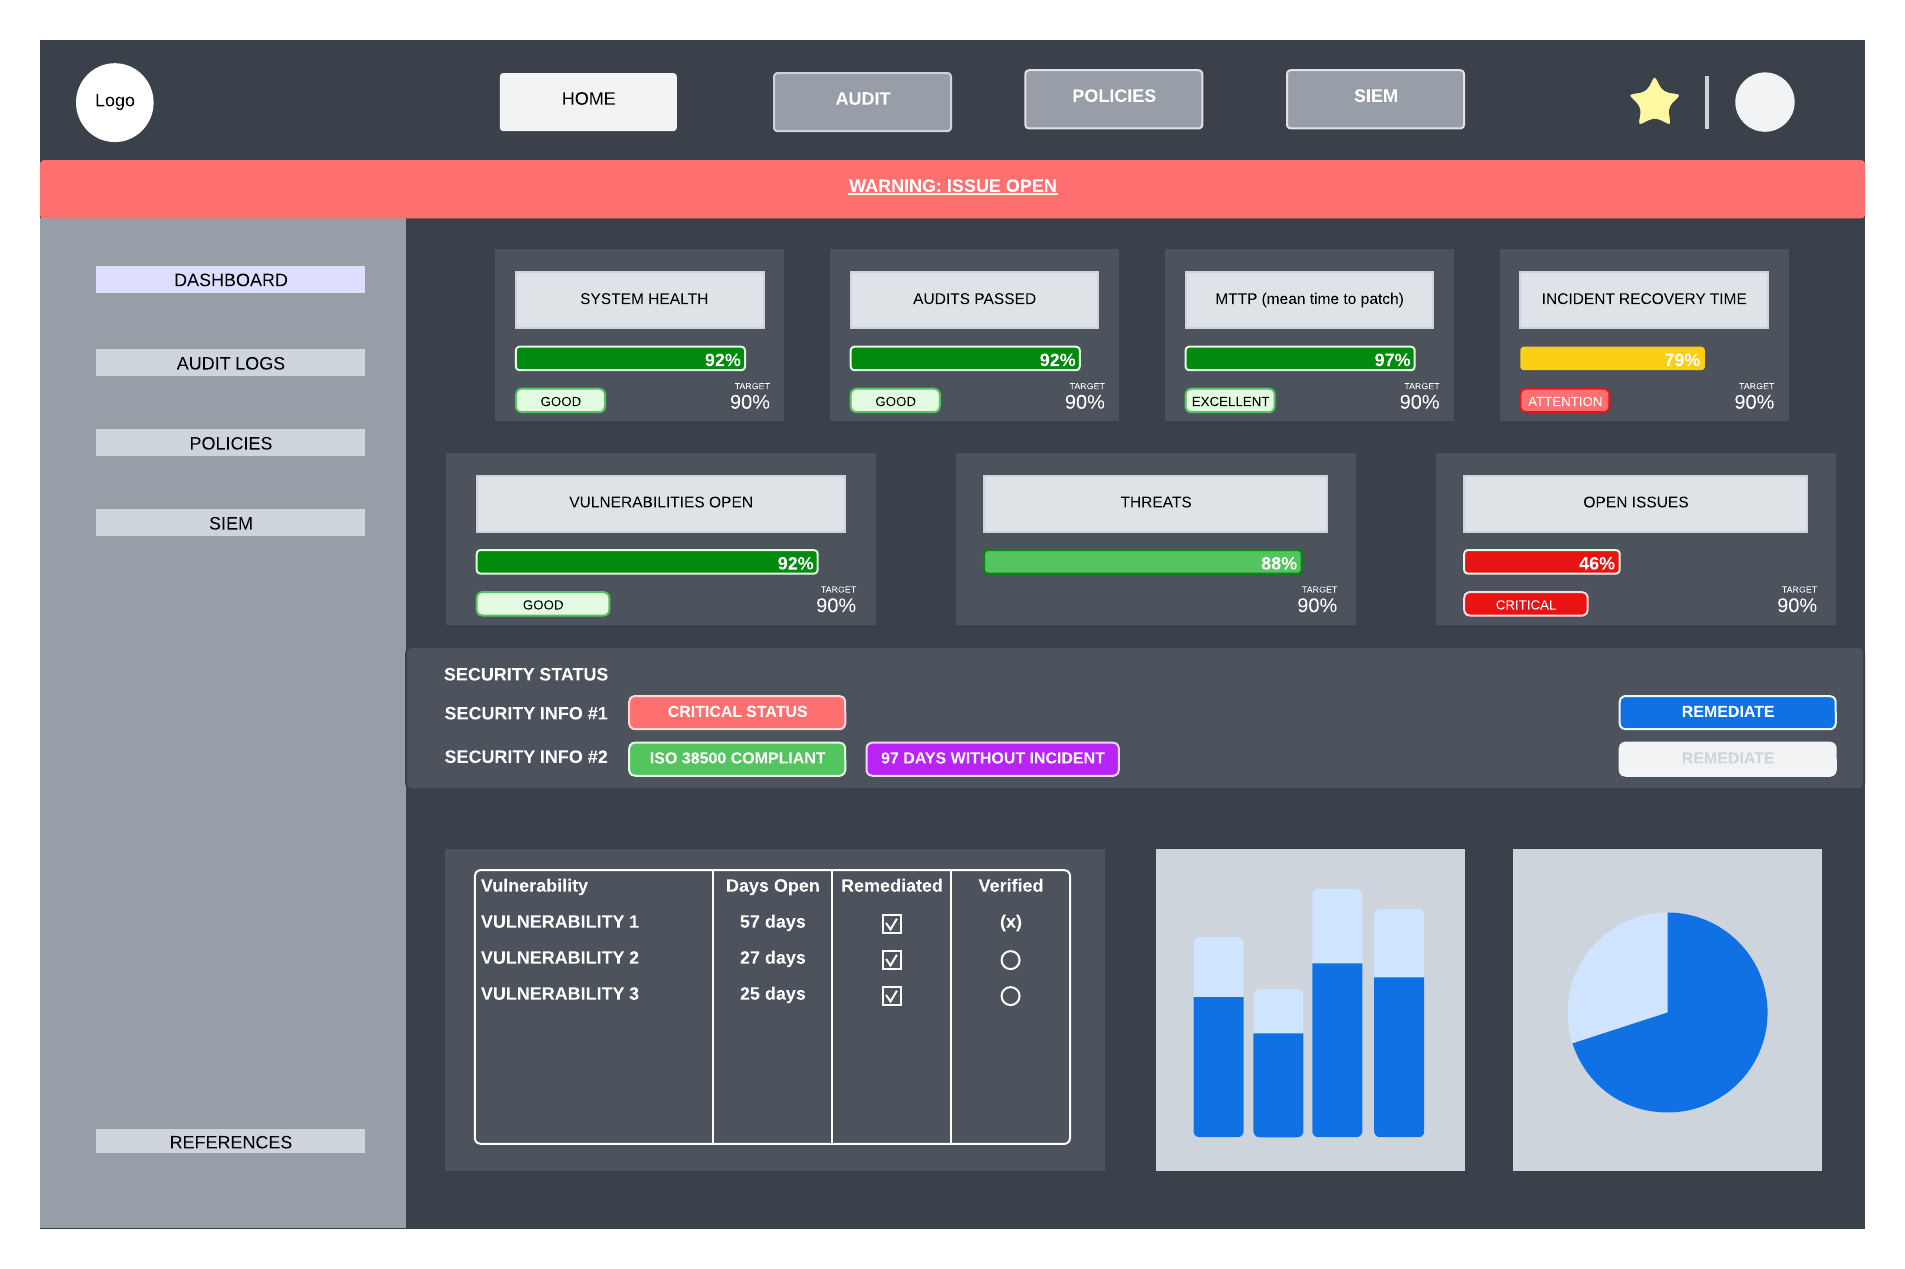 Logo
HOME
AUDIT
POLICIES
SIEM
WARNING: ISSUE OPEN
DASHBOARD
AUDIT LOGS
POLICIES
SIEM
REFERENCES
SYSTEM HEALTH
92%
GOOD
TARGET
90%
AUDITS PASSED
92%
GOOD
TARGET
90%
MTTP (mean time to patch)
97%
EXCELLENT
TARGET
90%
INCIDENT RECOVERY TIME
79%
ATTENTION
TARGET
90%
VULNERABILITIES OPEN
92%
GOOD
TARGET
90%
THREATS
88%
TARGET
90%
OPEN ISSUES
46%
CRITICAL
TARGET
90%
SECURITY STATUS
SECURITY INFO #1 CRITICAL STATUS REMEDIATE
SECURITY INFO #2 ISO 38500 COMPLIANT 97 DAYS WITHOUT INCIDENT REMEDIATE
Vulnerability Days Open Remediated Verified
VULNERABILITY 1 57 days (x)
VULNERABILITY 2 27 days
VULNERABILITY 3 25 days